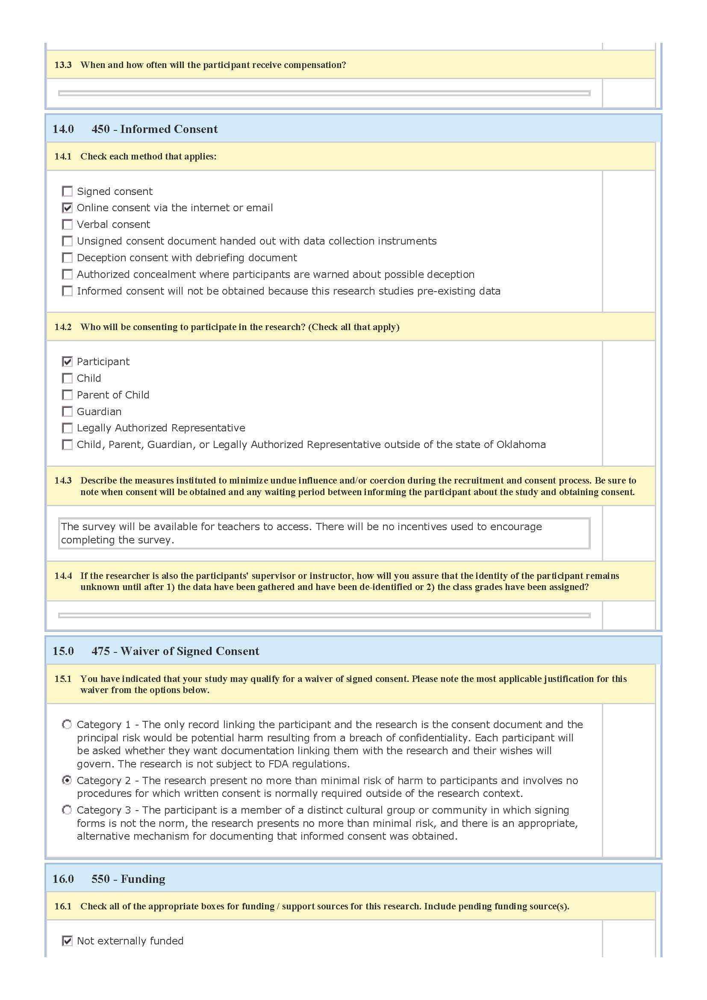 13.3 When and how often will the participant receive compensation?
14.0 450 - Informed Consent
14.1 Check each method that applies:
Signed consent
Online consent via the internet or email
Verbal consent
Unsigned consent document handed out with data collection instruments
Deception consent with debriefing document
Authorized concealment where participants are warned about possible deception
Informed consent will not be obtained because this research studies pre-existing data
14.2 Who will be consenting to participate in the research? (Check all that apply)
Participant
Child
Parent of Child
Guardian
Legally Authorized Representative
Child, Parent, Guardian, or Legally Authorized Representative outside of the state of Oklahoma
14.3 Describe the measures instituted to minimize undue influence and/or coercion during the recruitment and consent process. Be sure to
note when consent will be obtained and any waiting period between informing the participant about the study and obtaining consent.
The survey will be available for teachers to access. There will be no incentives used to encourage
completing the survey.
14.4 If the researcher is also the participants' supervisor or instructor, how will you assure that the identity of the participant remains
unknown until after 1) the data have been gathered and have been de-identified or 2) the class grades have been assigned?
15.0 475 - Waiver of Signed Consent
15.1 You have indicated that your study may qualify for a waiver of signed consent. Please note the most applicable justification for this
waiver from the options below.
Category 1 - The only record linking the participant and the research is the consent document and the
principal risk would be potential harm resulting from a breach of confidentiality. Each participant will
be asked whether they want documentation linking them with the research and their wishes will
govern. The research is not subject to FDA regulations.
Category 2 - The research present no more than minimal risk of harm to participants and involves no
procedures for which written consent is normally required outside of the research context.
Category 3 - The participant is a member of a distinct cultural group or community in which signing
forms is not the norm, the research presents no more than minimal risk, and there is an appropriate,
alternative mechanism for documenting that informed consent was obtained.
16.0 550 - Funding
16.1 Check all of the appropriate boxes for funding / support sources for this research. Include pending funding source(s).
Not externally funded